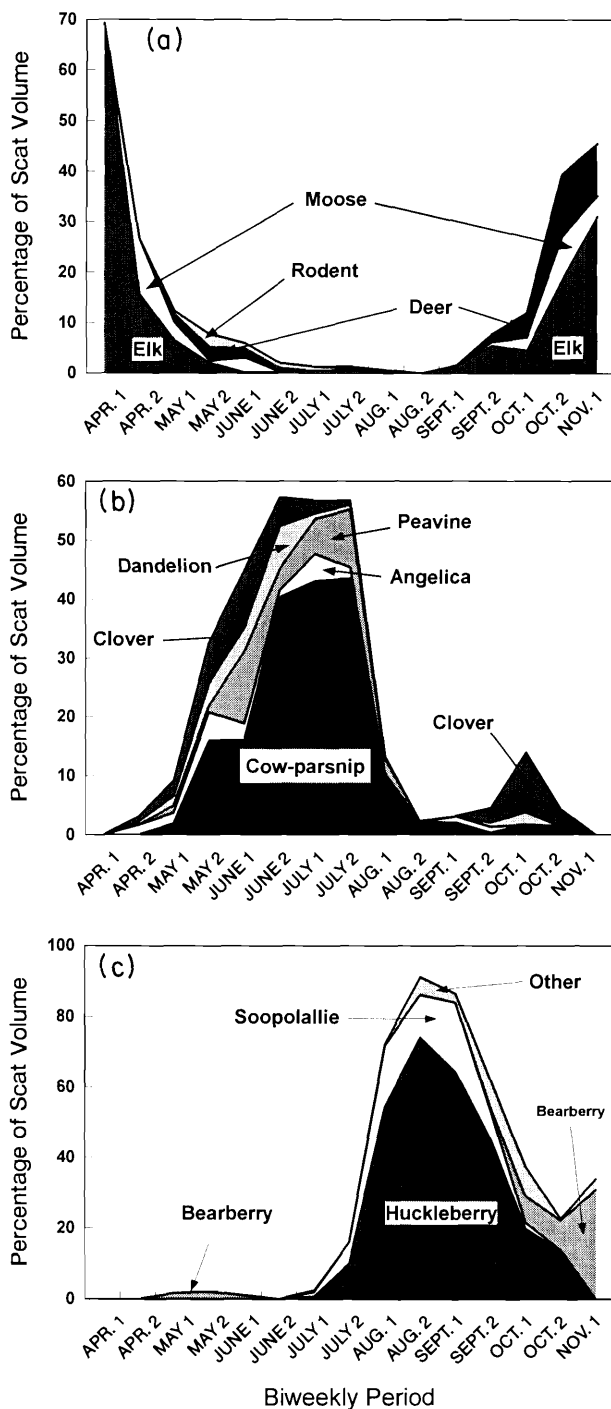 (a)
Percentage of Scat Volume
70
60
50
40
30
20
10
0
Moose
Rodent
Deer
Elk
Elk
APR. 1
APR. 2
MAY 1
MAY 2
JUNE 1
JUNE 2
JULY 1
JULY 2
AUG. 1
AUG. 2
SEPT. 1
SEPT. 2
OCT. 1
OCT. 2
NOV. 1
(b)
Percentage of Scat Volume
60
50
40
30
20
10
0
Peavine
Dandelion
Angelica
Clover
Clover
Cow-parsnip
APR. 1
APR. 2
MAY 1
MAY 2
JUNE 1
JUNE 2
JULY 1
JULY 2
AUG. 1
AUG. 2
SEPT. 1
SEPT. 2
OCT. 1
OCT. 2
NOV. 1
(c)
Percentage of Scat Volume
100
80
60
40
20
0
Other
Soopolallie
Bearberry
Bearberry
Huckleberry
APR. 1
APR. 2
MAY 1
MAY 2
JUNE 1
JUNE 2
JULY 1
JULY 2
AUG. 1
AUG. 2
SEPT. 1
SEPT. 2
OCT. 1
OCT. 2
NOV. 1
Biweekly Period